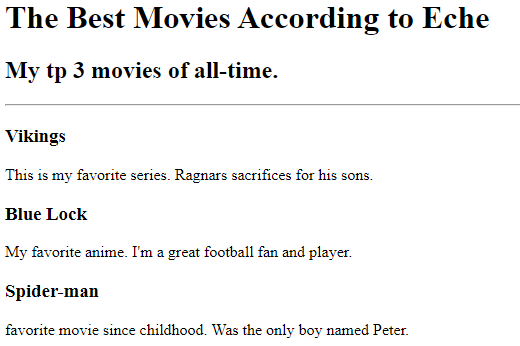 The Best Movies According to Eche
My tp 3 movies of all-time.
Vikings
This is my favorite series. Ragnars sacrifices for his sons.
Blue Lock
My favorite anime. I'm a great football fan and player.
Spider-man
favorite movie since childhood. Was the only boy named Peter.